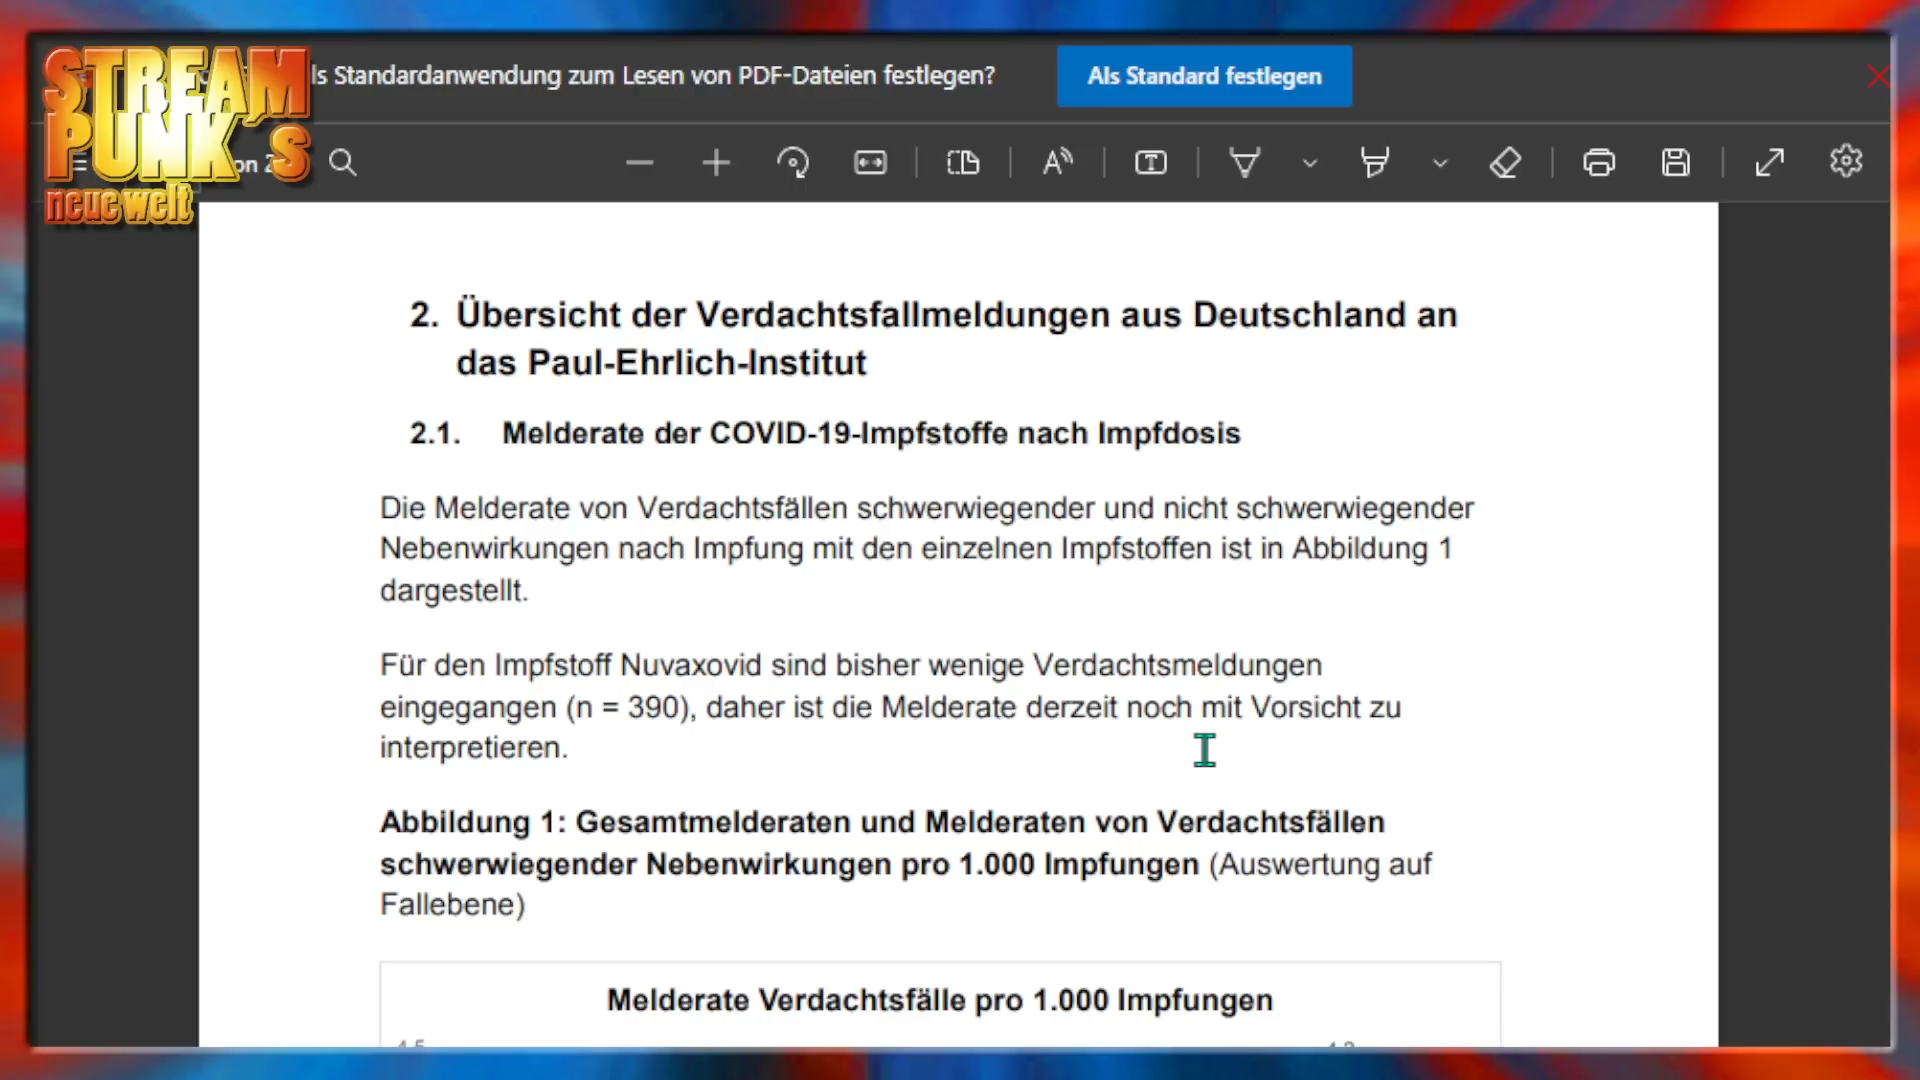 STREAM
PUNK´S
neue welt
ls Standardanwendung zum Lesen von PDF-Dateien festlegen?
Als Standard festlegen
on 2
2. Übersicht der Verdachtsfallmeldungen aus Deutschland an
das Paul-Ehrlich-Institut
2.1. Melderate der COVID-19-Impfstoffe nach Impfdosis
Die Melderate von Verdachtsfällen schwerwiegender und nicht schwerwiegender
Nebenwirkungen nach Impfung mit den einzelnen Impfstoffen ist in Abbildung 1
dargestellt.
Für den Impfstoff Nuvaxovid sind bisher wenige Verdachtsmeldungen
eingegangen (n = 390), daher ist die Melderate derzeit noch mit Vorsicht zu
interpretieren.
Abbildung 1: Gesamtmelderaten und Melderaten von Verdachtsfällen
schwerwiegender Nebenwirkungen pro 1.000 Impfungen (Auswertung auf
Fallebene)
Melderate Verdachtsfälle pro 1.000 Impfungen